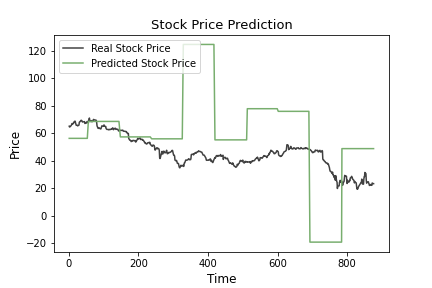 Stock Price Prediction
Real Stock Price
Predicted Stock Price
120
100
80
60
40
20
0
−20
Price
0 200 400 600 800
Time